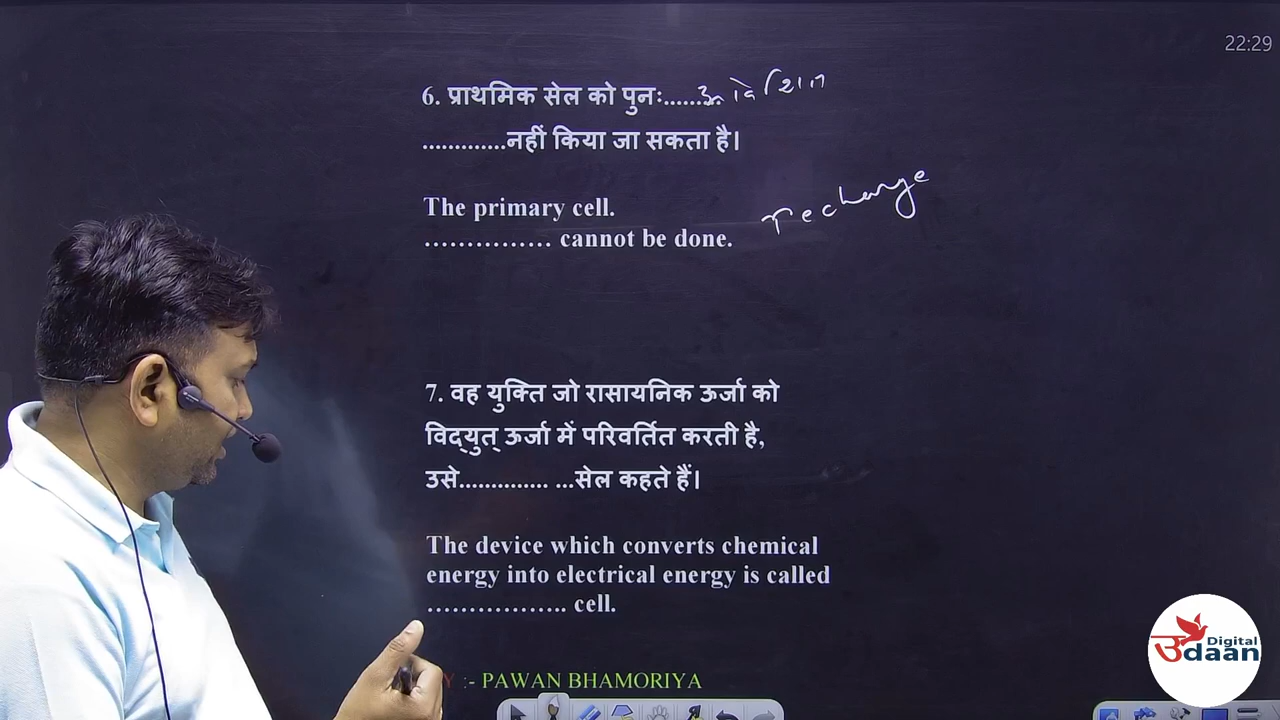 22:29
6. प्राथमिक सेल को पुनः.......
.............नहीं किया जा सकता है।
The primary cell.
…………… cannot be done.
recharge
7. वह युक्ति जो रासायनिक ऊर्जा को
विद्युत् ऊर्जा में परिवर्तित करती है,
उसे.............. ...सेल कहते हैं।
The device which converts chemical
energy into electrical energy is called
…………….. cell.
Y :- PAWAN BHAMORIYA
Digital
उdaan